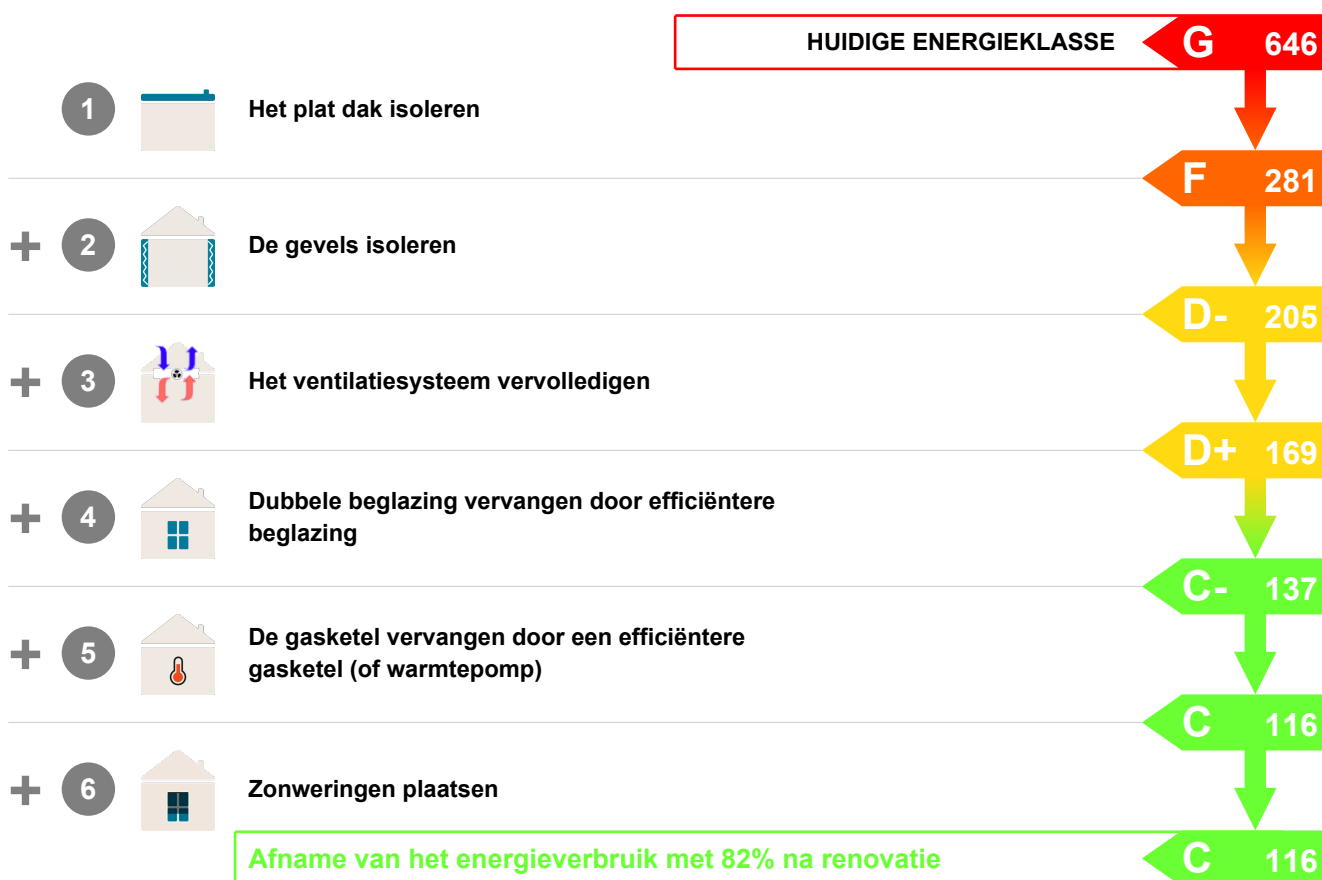 HUIDIGE ENERGIEKLASSE G 646
1 Het plat dak isoleren
F 281
+ 2 De gevels isoleren
D- 205
+ 3 Het ventilatiesysteem vervolledigen
D+ 169
+ 4 Dubbele beglazing vervangen door efficiëntere
beglazing
C- 137
+ 5 De gasketel vervangen door een efficiëntere
gasketel (of warmtepomp)
C 116
+ 6 Zonweringen plaatsen
Afname van het energieverbruik met 82% na renovatie C 116